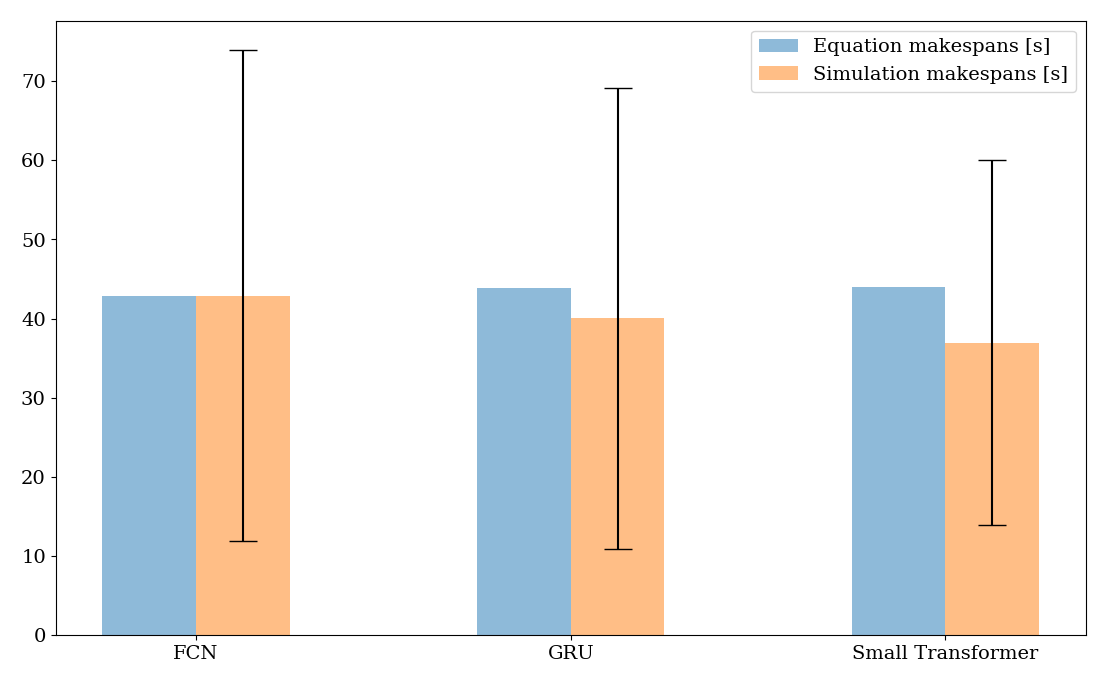 Equation makespans [s]
Simulation makespans [s]
70
60
50
40
30
20
10
0
FCN
GRU
Small Transformer